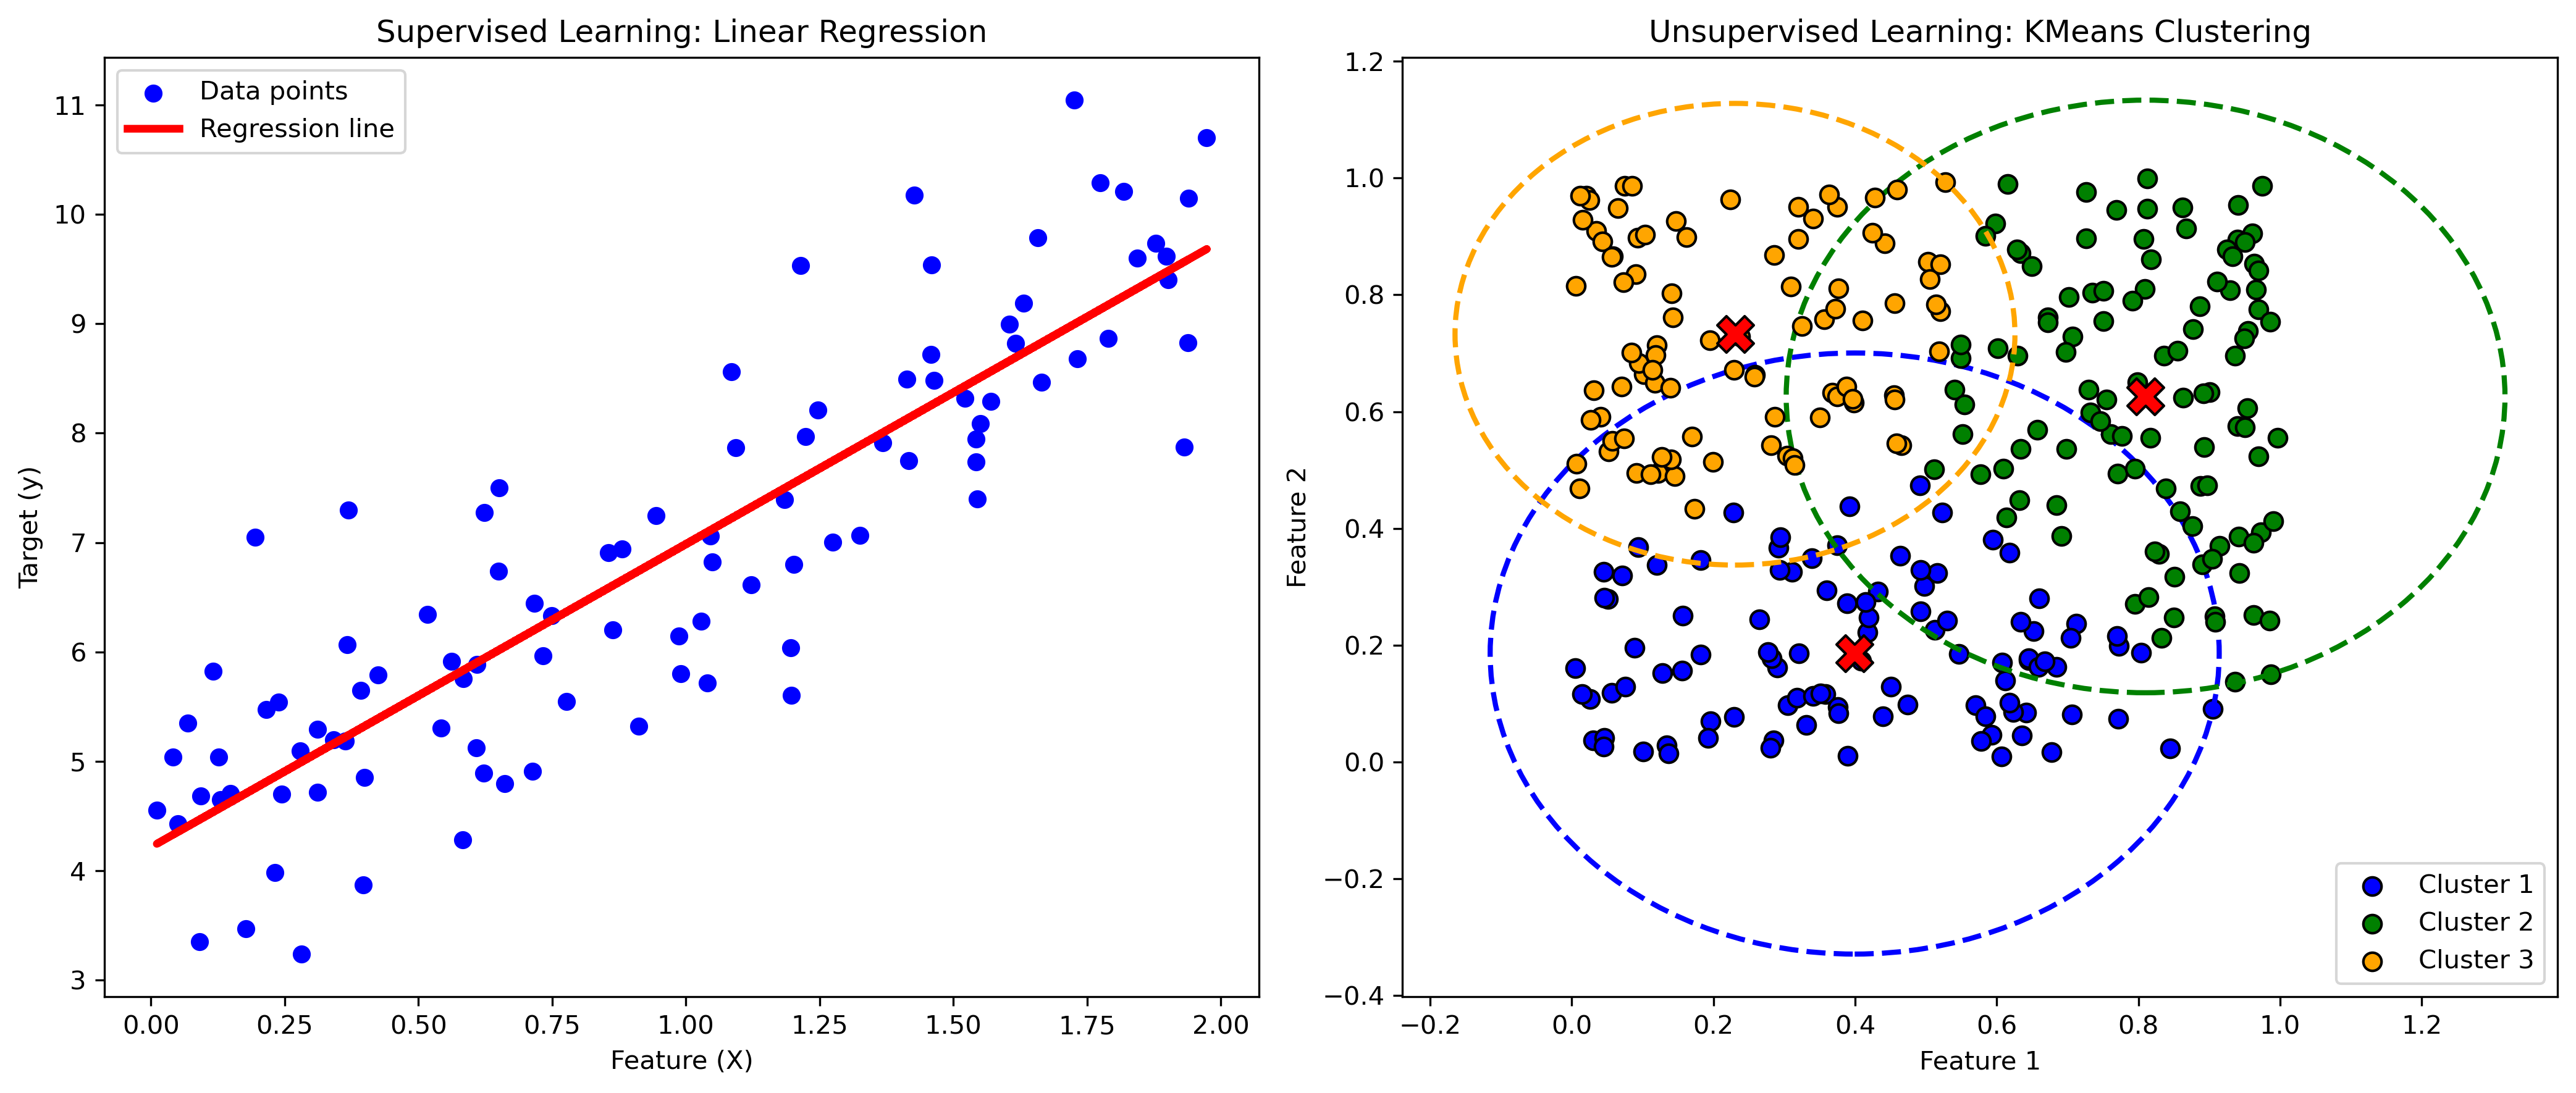 Supervised Learning: Linear Regression
Data points
Regression line
11
10
9
8
7
6
5
4
3
Target (y)
0.00 0.25 0.50 0.75 1.00 1.25 1.50 1.75 2.00
Feature (X)
Unsupervised Learning: KMeans Clustering
1.2
1.0
0.8
0.6
0.4
0.2
0.0
−0.2
−0.4
Feature 2
Cluster 1
Cluster 2
Cluster 3
−0.2 0.0 0.2 0.4 0.6 0.8 1.0 1.2
Feature 1